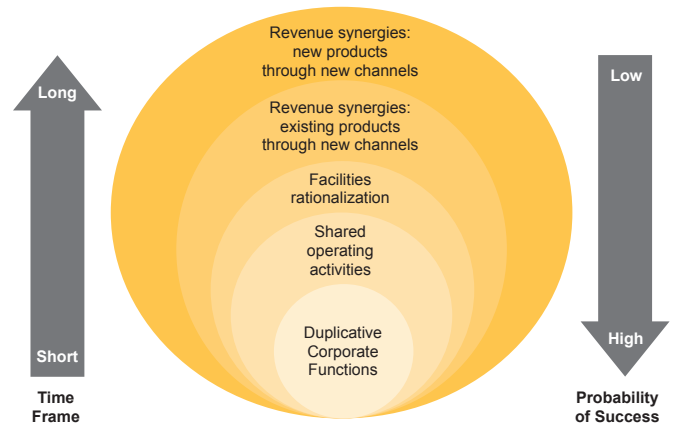 Revenue synergies:
new products
through new channels
Long
Low
Revenue synergies:
existing products
through new channels
Facilities
rationalization
Shared
operating
activities
Duplicative
Corporate
Functions
Short
High
Time
Frame
Probability
of Success